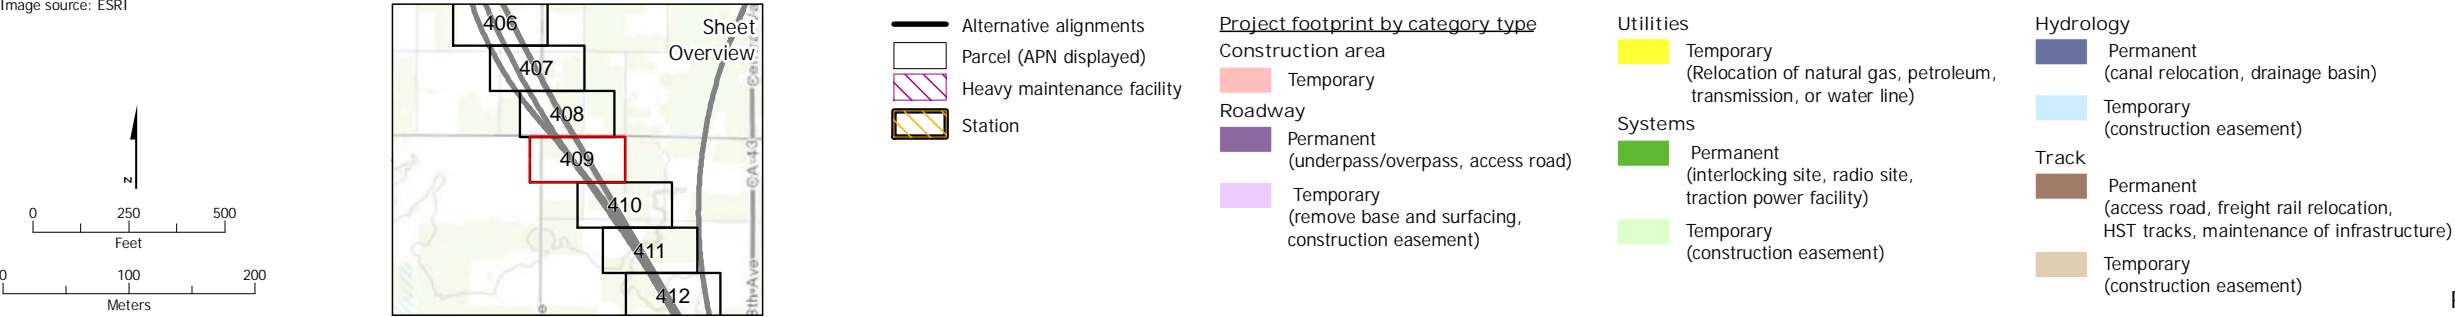 Image source: ESRI
N
0 250 500
Feet
0 100 200
Meters
406
407
408
409
410
411
412
Sheet
Overview
CA-43
Alternative alignments
Parcel (APN displayed)
Heavy maintenance facility
Station
Project footprint by category type
Construction area
Temporary
Roadway
Permanent
(underpass/overpass, access road)
Temporary
(remove base and surfacing,
construction easement)
Utilities
Temporary
(Relocation of natural gas, petroleum,
transmission, or water line)
Systems
Permanent
(interlocking site, radio site,
traction power facility)
Temporary
(construction easement)
Hydrology
Permanent
(canal relocation, drainage basin)
Temporary
(construction easement)
Track
Permanent
(access road, freight rail relocation,
HST tracks, maintenance of infrastructure)
Temporary
(construction easement)